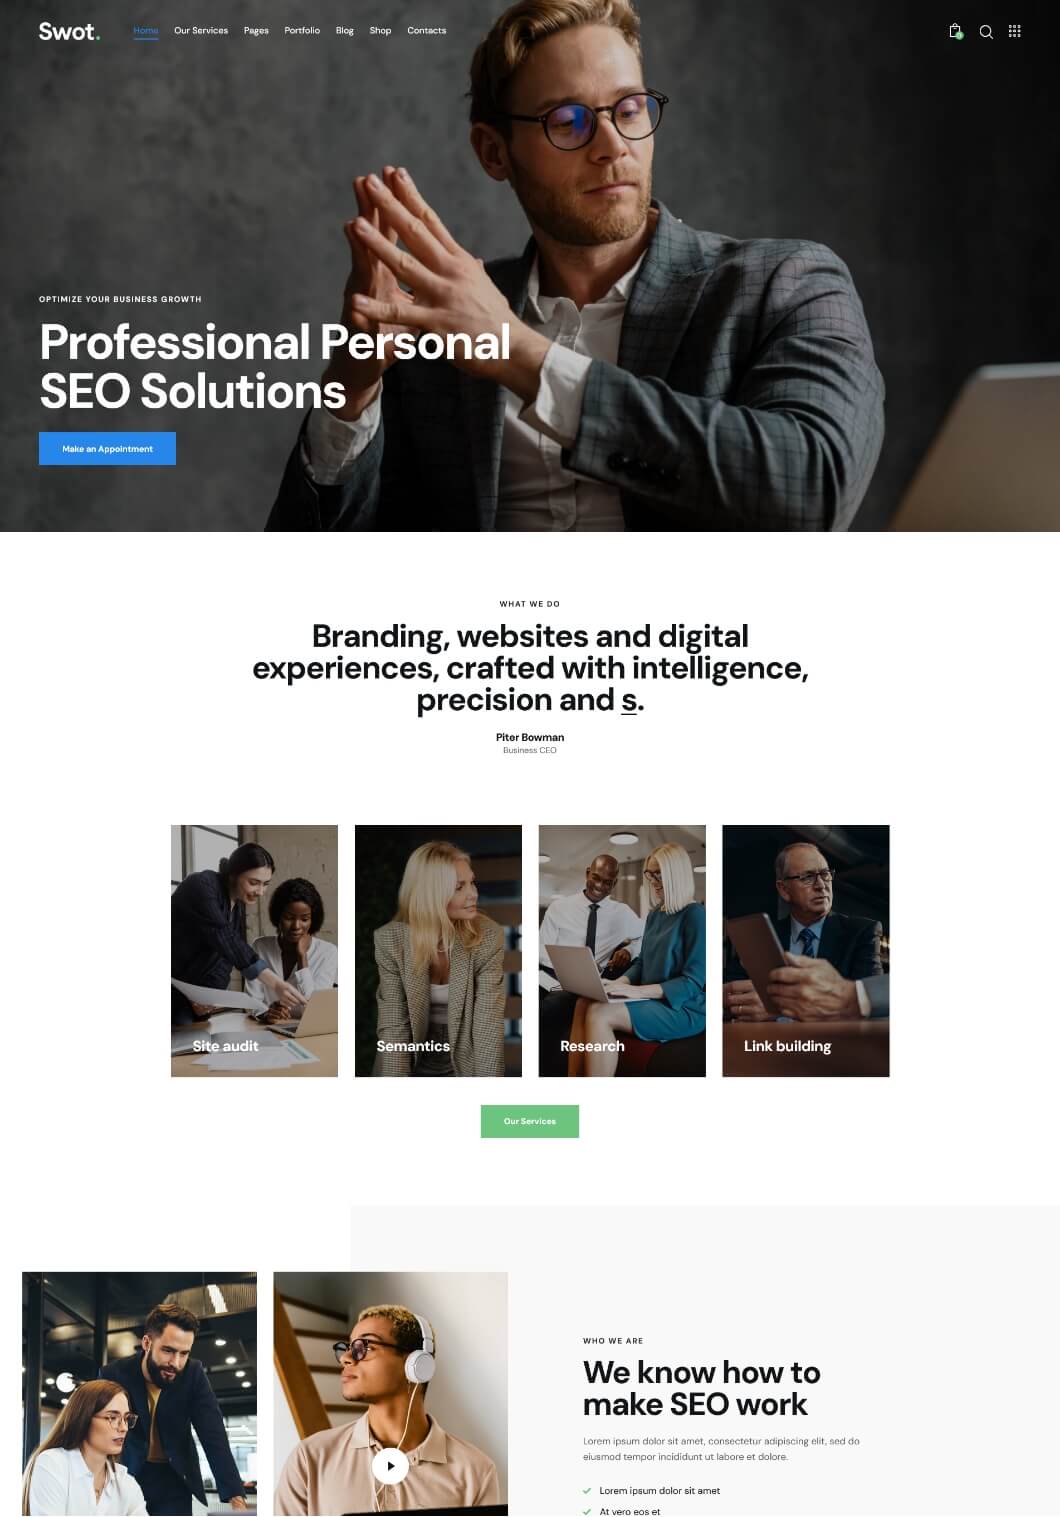 Swot.
Home Our Services Pages Portfolio Blog Shop Contacts
0
OPTIMIZE YOUR BUSINESS GROWTH
Professional Personal
SEO Solutions
Make an Appointment
WHAT WE DO
Branding, websites and digital
experiences, crafted with intelligence,
precision and s.
Piter Bowman
Business CEO
Site audit
Semantics
Research
Link building
Our Services
WHO WE ARE
We know how to
make SEO work
Lorem ipsum dolor sit amet, consectetur adipiscing elit, sed do
eiusmod tempor incididunt ut labore et dolore.
Lorem ipsum dolor sit amet
At vero eos et